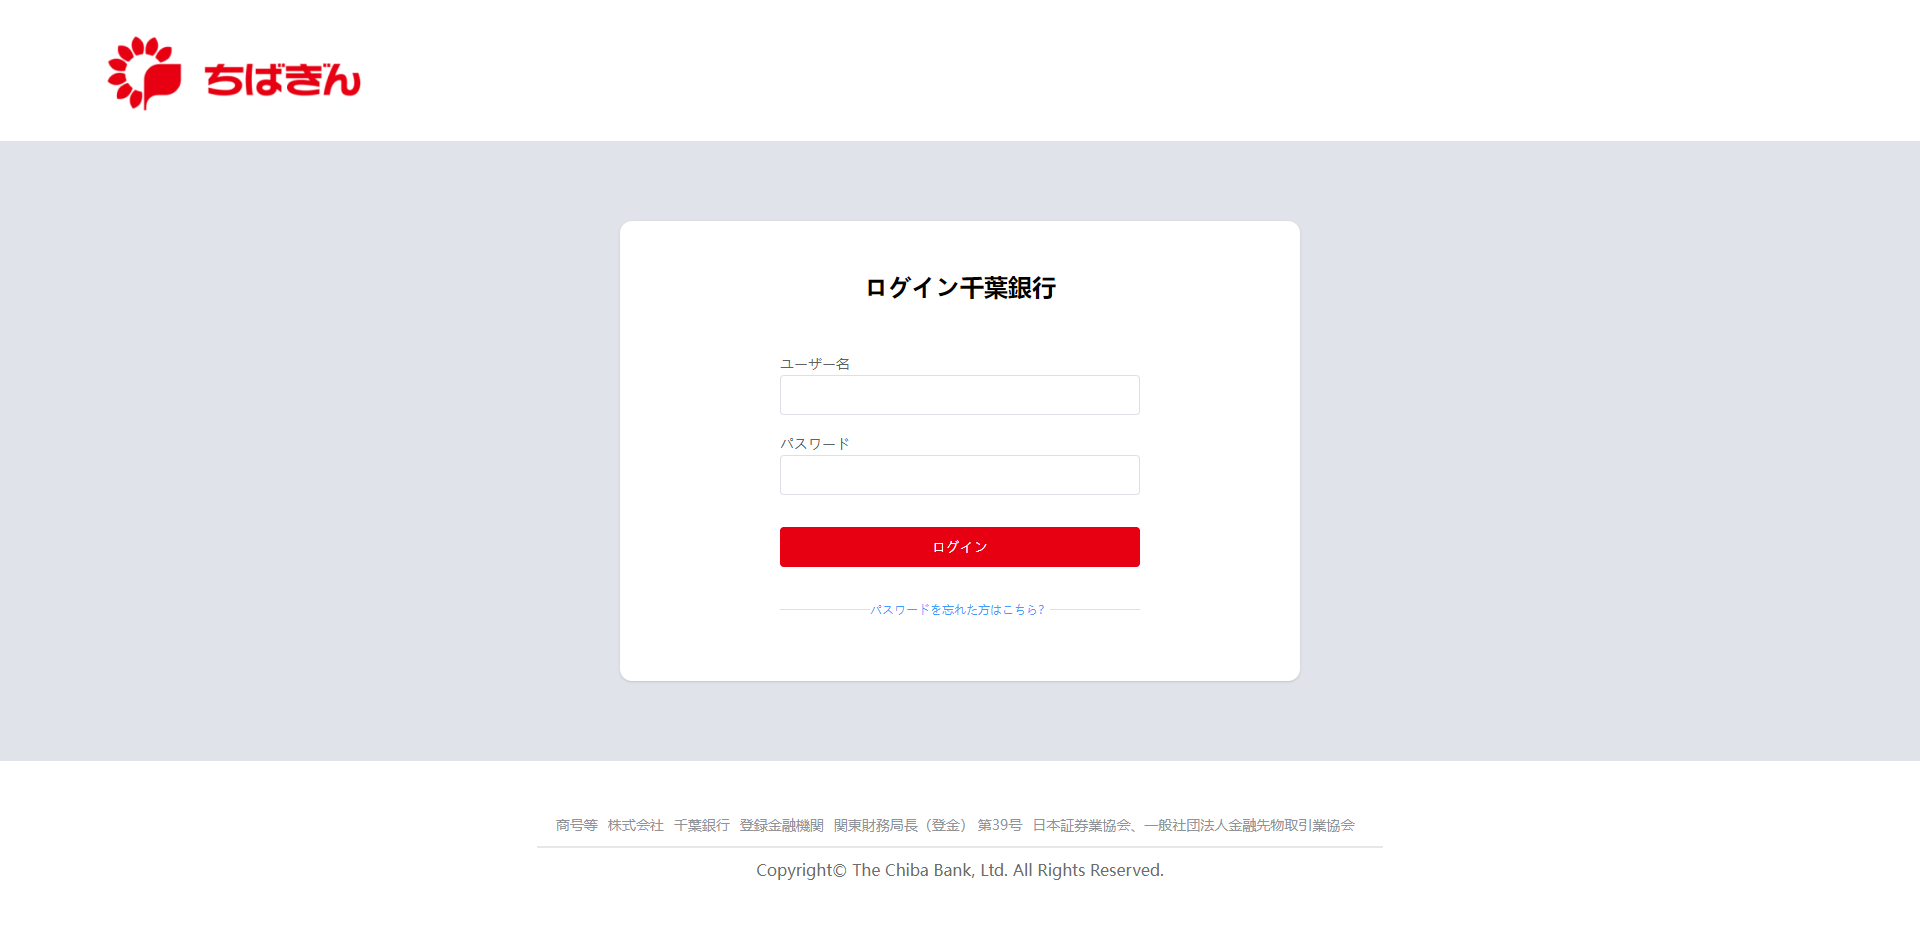 ちばぎん
ログイン千葉銀行
ユーザー名
パスワード
ログイン
パスワードを忘れた方はこちら?
商号等 株式会社 千葉銀行 登録金融機関 関東財務局長（登金） 第39号 日本証券業協会、一般社団法人金融先物取引業協会
Copyright© The Chiba Bank, Ltd. All Rights Reserved.